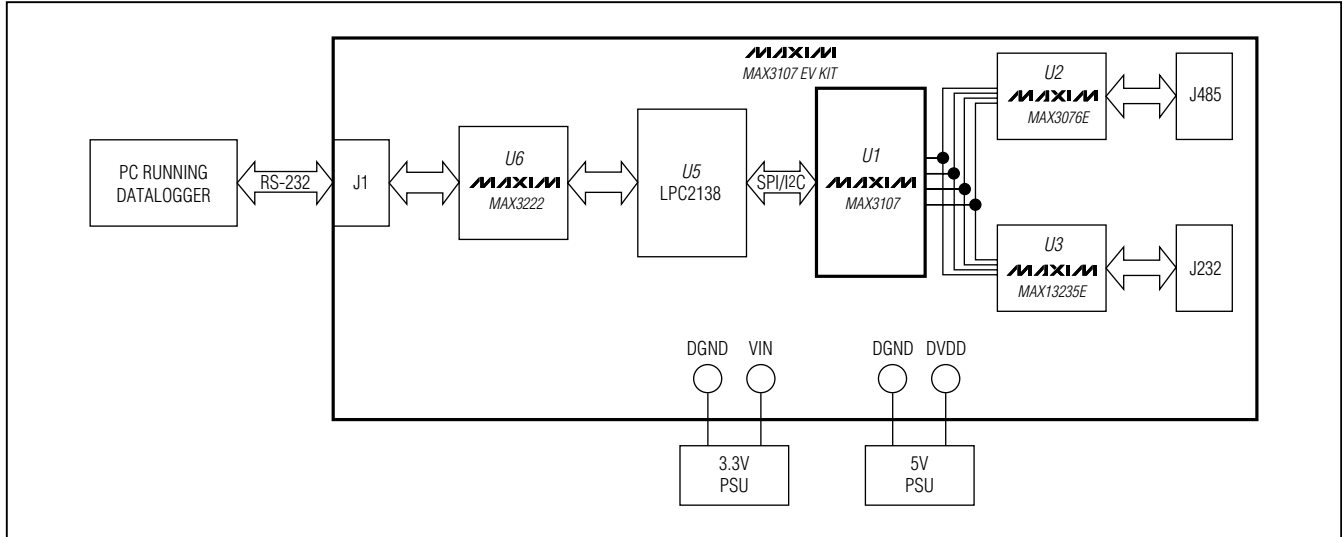 MAXIM
MAX3107 EV KIT
PC RUNNING
DATALOGGER
RS-232
J1
U6
MAXIM
MAX3222
U5
LPC2138
SPI/I2C
U1
MAXIM
MAX3107
U2
MAXIM
MAX3076E
J485
U3
MAXIM
MAX13235E
J232
DGND VIN
3.3V
PSU
DGND DVDD
5V
PSU